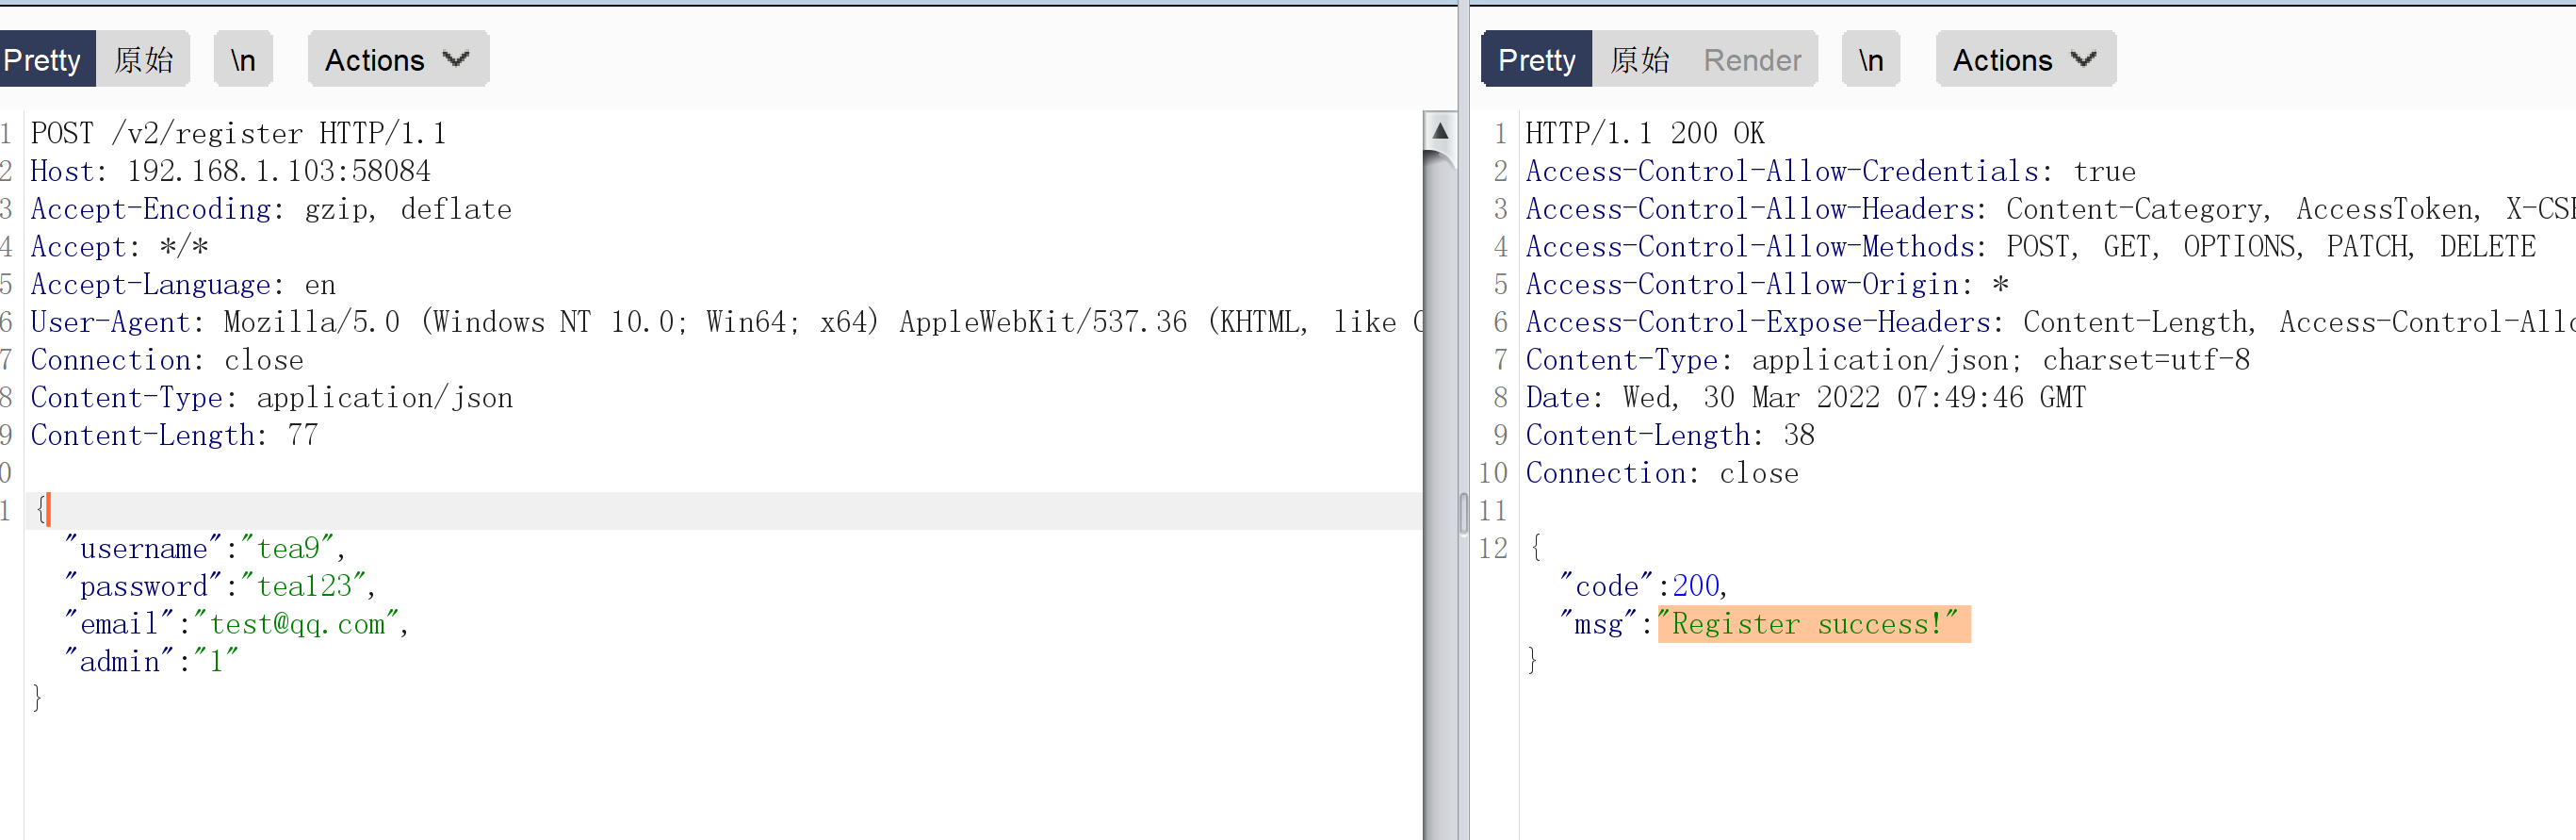 Pretty 原始 \n Actions
1 POST /v2/register HTTP/1.1
2 Host: 192.168.1.103:58084
3 Accept-Encoding: gzip, deflate
4 Accept: */*
5 Accept-Language: en
6 User-Agent: Mozilla/5.0 (Windows NT 10.0; Win64; x64) AppleWebKit/537.36 (KHTML, like
7 Connection: close
8 Content-Type: application/json
9 Content-Length: 77
0
1 {
"username":"tea9",
"password":"tea123",
"email":"test@qq.com",
"admin":"1"
}
Pretty 原始 Render \n Actions
1 HTTP/1.1 200 OK
2 Access-Control-Allow-Credentials: true
3 Access-Control-Allow-Headers: Content-Category, AccessToken, X-CSR
4 Access-Control-Allow-Methods: POST, GET, OPTIONS, PATCH, DELETE
5 Access-Control-Allow-Origin: *
6 Access-Control-Expose-Headers: Content-Length, Access-Control-Allo
7 Content-Type: application/json; charset=utf-8
8 Date: Wed, 30 Mar 2022 07:49:46 GMT
9 Content-Length: 38
10 Connection: close
11
12 {
"code":200,
"msg":"Register success!"
}